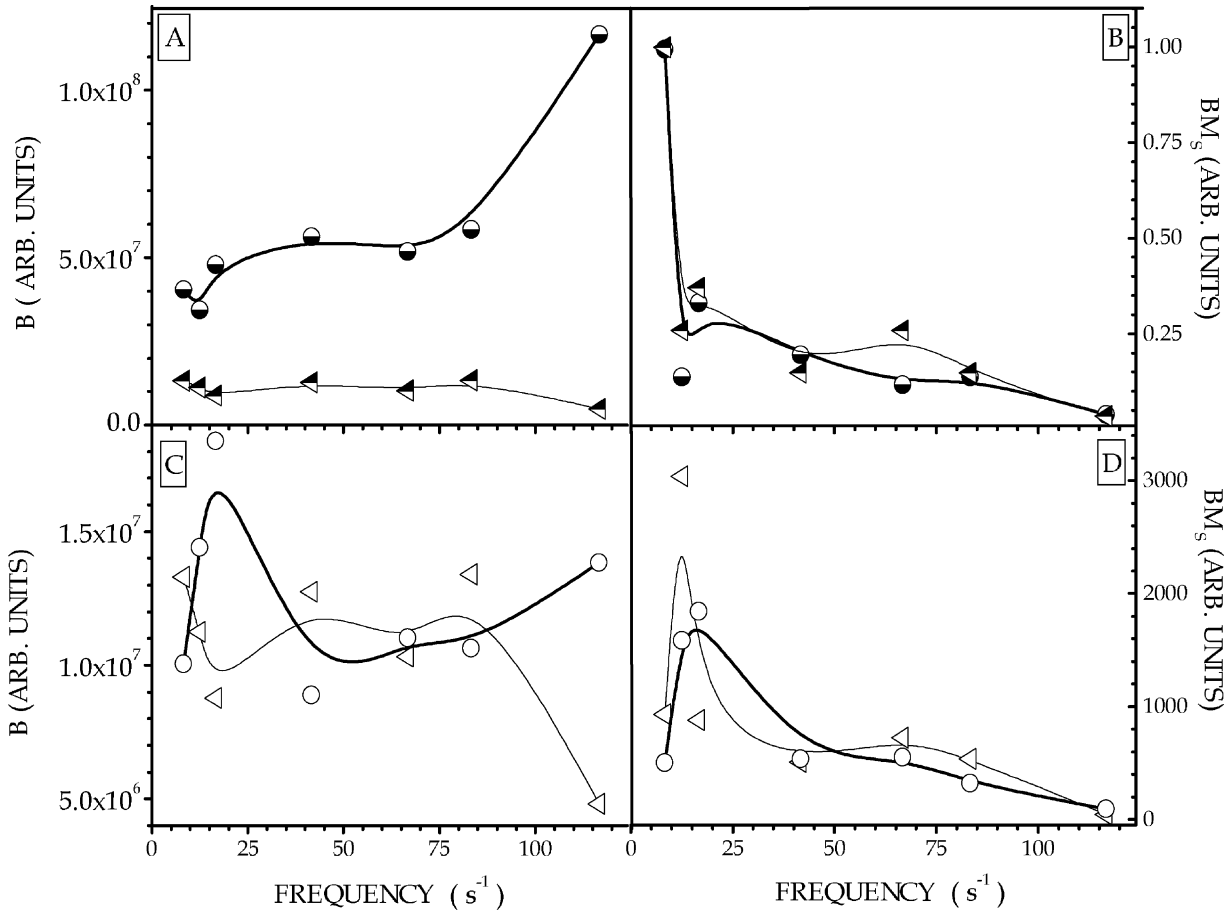 A
B
1.0x10^8
5.0x10^7
0.0
B ( ARB. UNITS)
1.00
0.75
0.50
0.25
BM_S (ARB. UNITS)
C
D
1.5x10^7
1.0x10^7
5.0x10^6
B (ARB. UNITS)
3000
2000
1000
0
BM_S (ARB. UNITS)
0 25 50 75 100
0 25 50 75 100
FREQUENCY ( s^-1)
FREQUENCY ( s^-1)